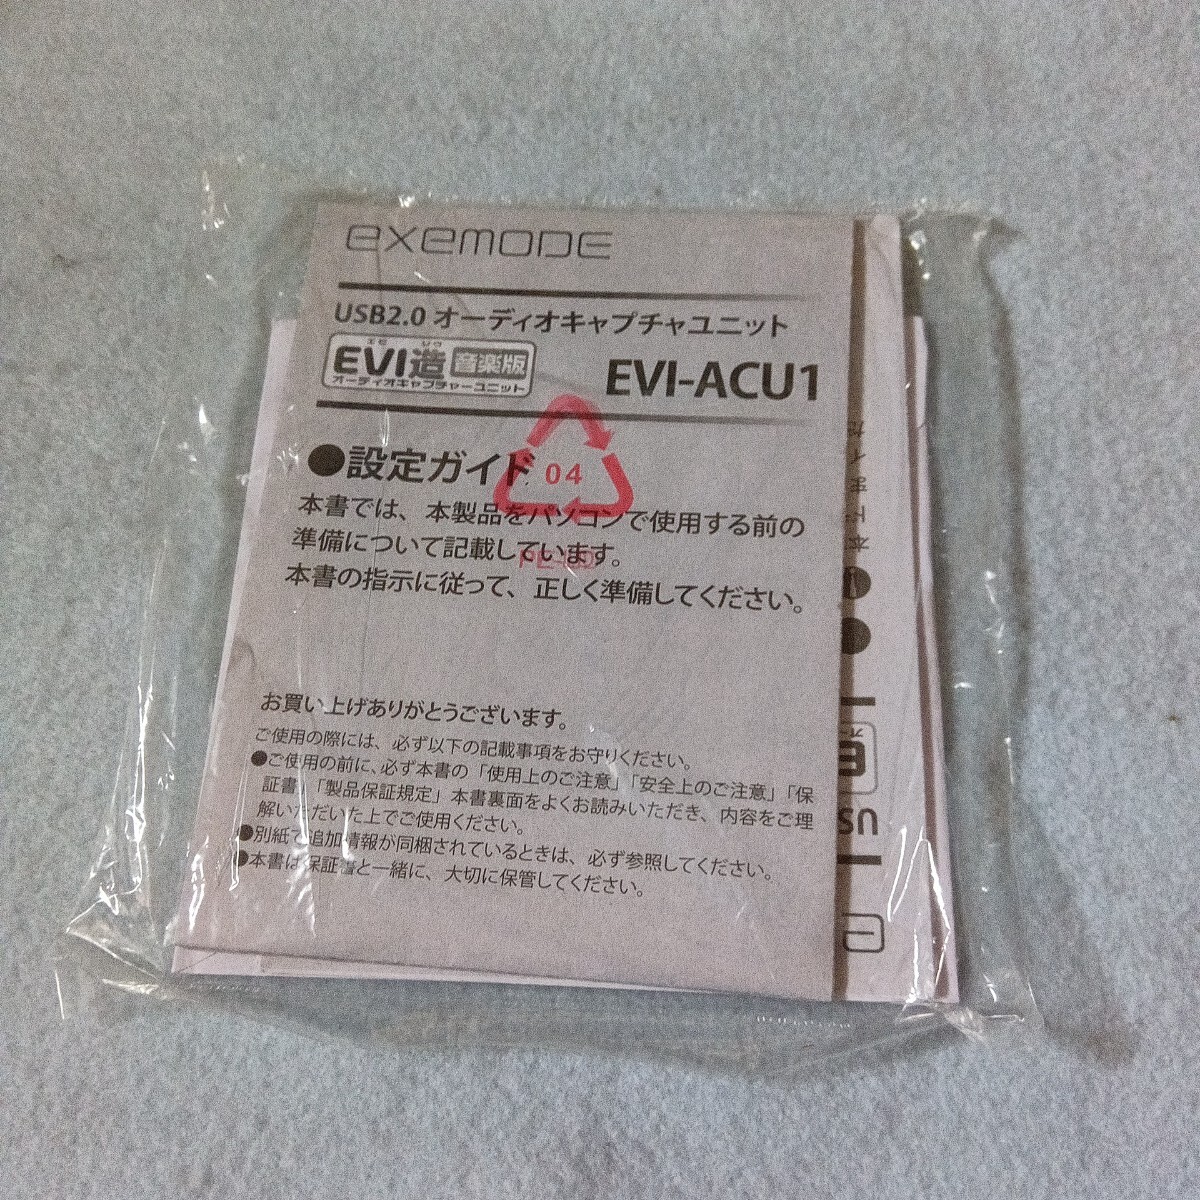 exemode
USB2.0 オーディオキャプチャユニット
EVI造 音楽版
オーディオキャプチャーユニット
EVI-ACU1
●設定ガイド
04
本書では、本製品をパソコンで使用する前の
準備について記載しています。
本書の指示に従って、正しく準備してください。
お買い上げありがとうございます。
ご使用の際には、必ず以下の記載事項をお守りください。
●ご使用の前に、必ず本書の「使用上のご注意」「安全上のご注意」「保
証書」「製品保証規定」本書裏面をよくお読みいただき、内容をご理
解いただいた上でご使用ください。
●別紙で追加情報が同梱されているときは、必ず参照してください。
●本書は保証書と一緒に、大切に保管してください。
US
e